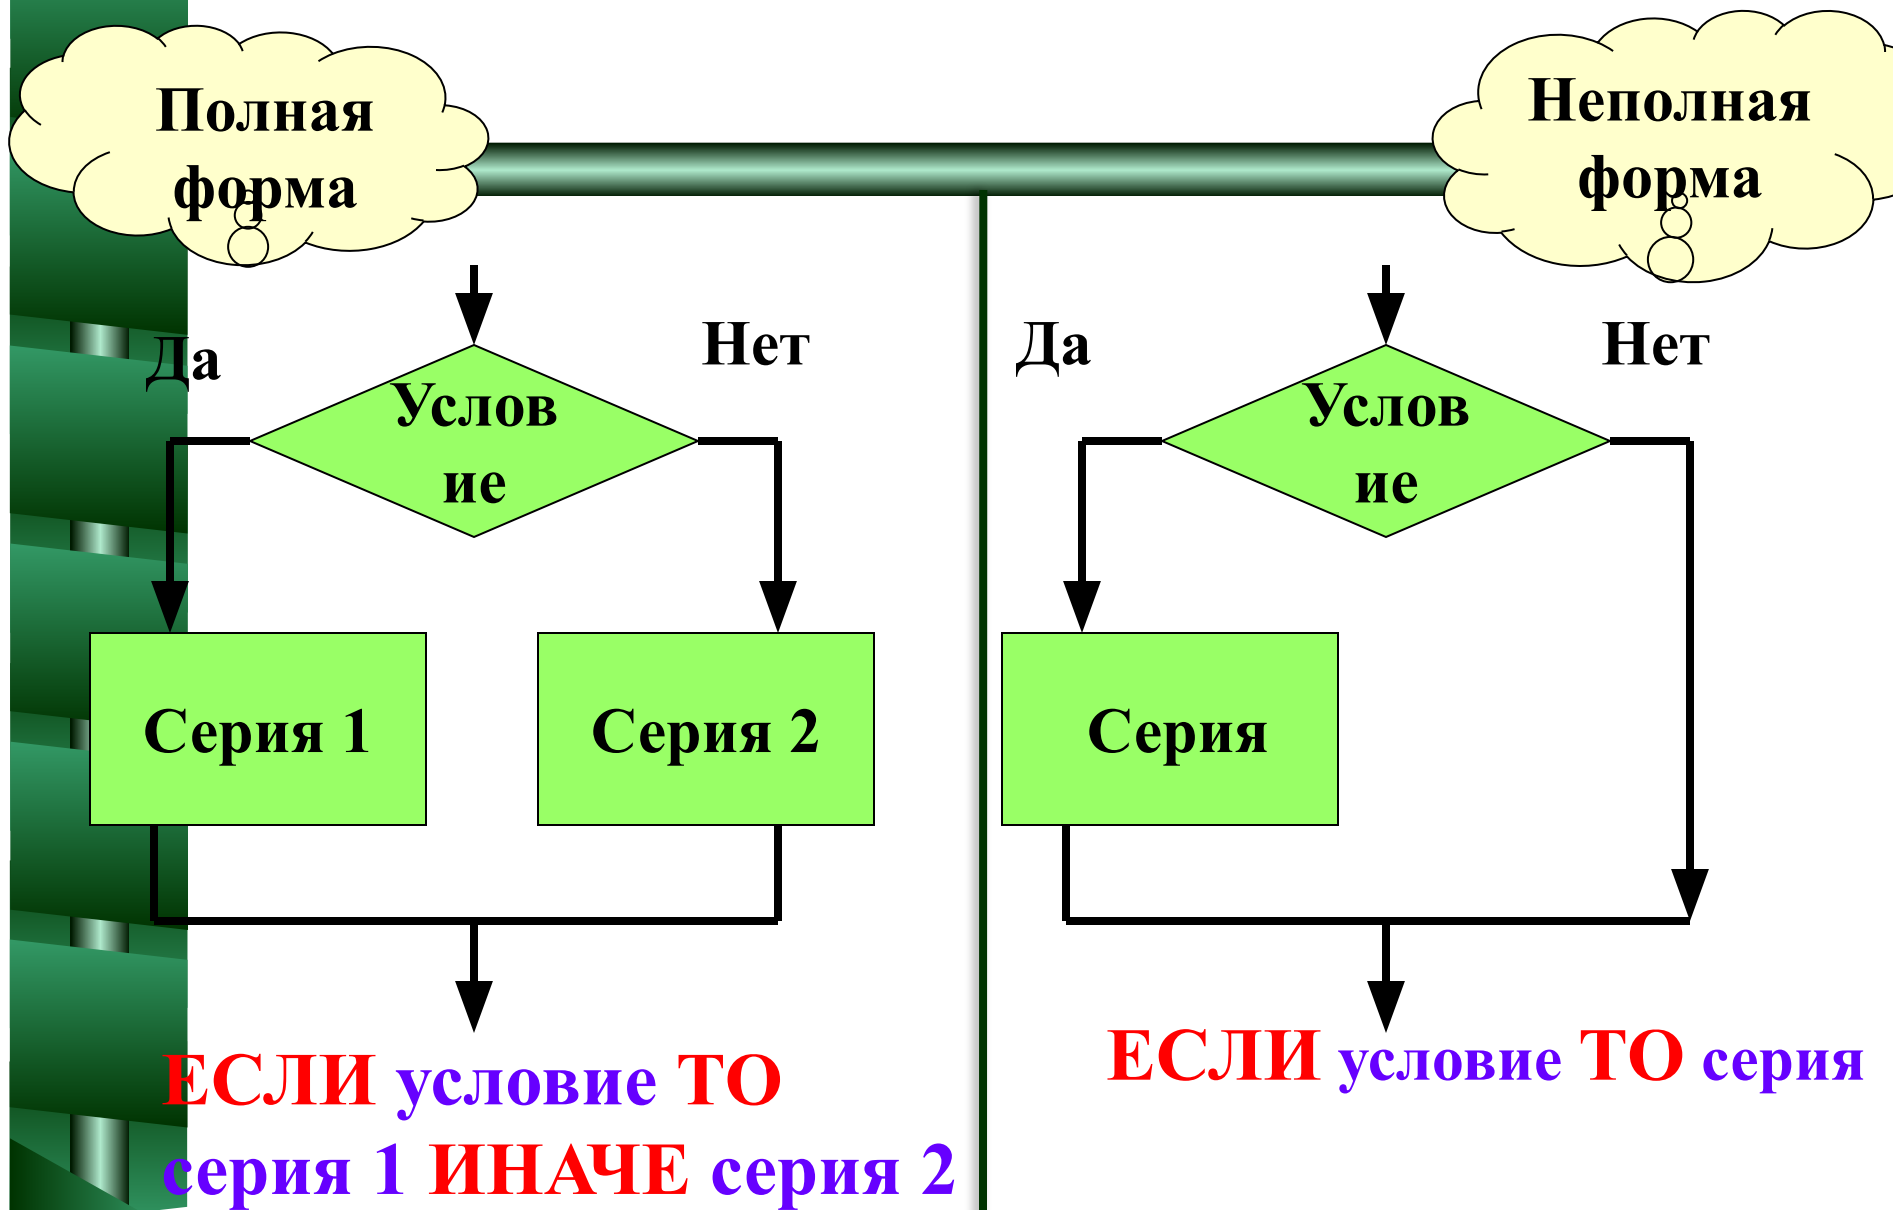 Полная
форма
Да
Нет
Услов
ие
Серия 1
Серия 2
ЕСЛИ условие ТО
серия 1 ИНАЧЕ серия 2
Неполная
форма
Да
Нет
Услов
ие
Серия
ЕСЛИ условие ТО серия